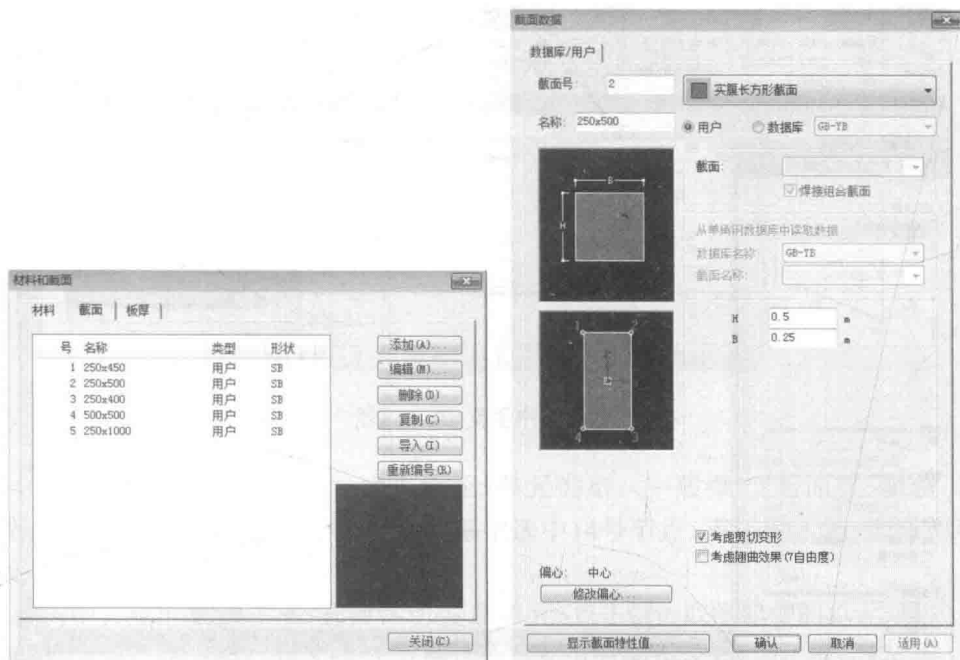 材料和截面
材料 截面 板厚
号 名称 类型 形状
1 250x450 用户 SB
2 250x500 用户 SB
3 250x400 用户 SB
4 500x500 用户 SB
5 250x1000 用户 SB
添加(A)...
编辑(M)...
删除(D)
复制(C)
导入(I)
重新编号(R)
关闭(C)
截面数据
数据库/用户
截面号: 2
实腹长方形截面
名称: 250x500
用户 数据库 GB-YB
截面:
焊接组合截面
从单角钢数据库中读取数据
数据库名称 GB-YB
截面名称:
B
H
H 0.5 m
B 0.25 m
1 2
4 3
考虑剪切变形
考虑翘曲效果(7自由度)
偏心: 中心
修改偏心...
显示截面特性值...
确认
取消
适用(A)